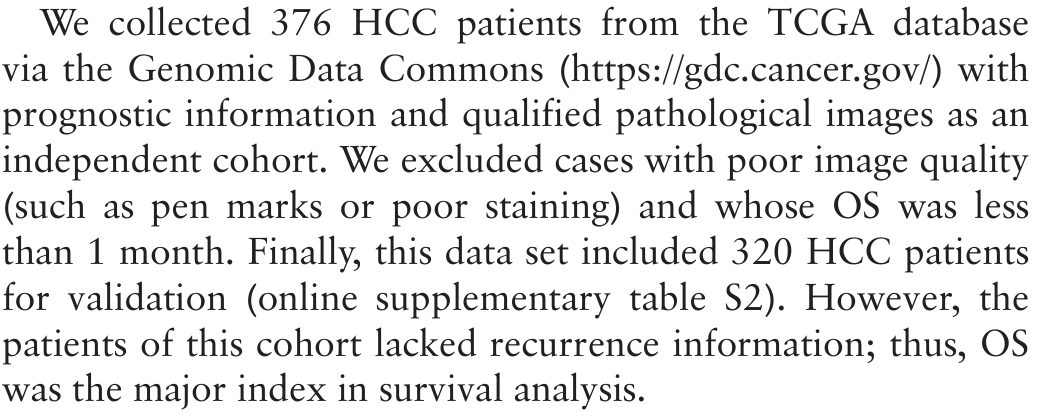 We collected 376 HCC patients from the TCGA database
via the Genomic Data Commons (https://gdc.cancer.gov/) with
prognostic information and qualified pathological images as an
independent cohort. We excluded cases with poor image quality
(such as pen marks or poor staining) and whose OS was less
than 1 month. Finally, this data set included 320 HCC patients
for validation (online supplementary table S2). However, the
patients of this cohort lacked recurrence information; thus, OS
was the major index in survival analysis.